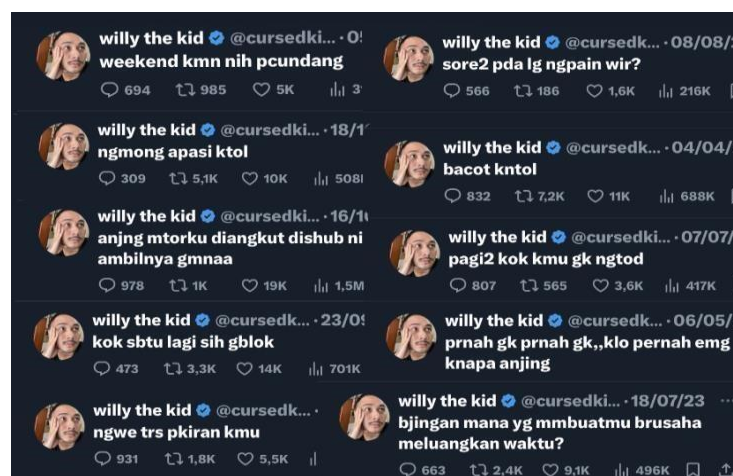 willy the kid @cursedki... · 0
weekend kmn nih pcundang
694 985 5K 3
willy the kid @cursedki... · 18/1
ngmong apasi ktol
309 5,1K 10K 508
willy the kid @cursedki... · 16/1
anjng mtorku diangkut dishub ni
ambilnya gmnaa
978 1K 19K 1,5M
willy the kid @cursedk... · 23/0
kok sbtu lagi sih gblok
473 3,3K 14K 701K
willy the kid @cursedk... ·
ngwe trs pkiran kmu
931 1,8K 5,5K
willy the kid @cursedki... · 08/08/
sore2 pda lg ngpain wir?
566 186 1,6K 216K
willy the kid @cursedk... · 04/04/
bacot kntol
832 7,2K 11K 688K
willy the kid @cursedki... · 07/07/
pagi2 kok kmu gk ngtod
807 565 3,6K 417K
willy the kid @cursedk... · 06/05/
prnah gk prnah gk,,klo pernah emg
knapa anjing
willy the kid @cursedki... · 18/07/23 ...
bjingan mana yg mmbuatmu brusaha
meluangkan waktu?
663 2,4K 9,1K 496K